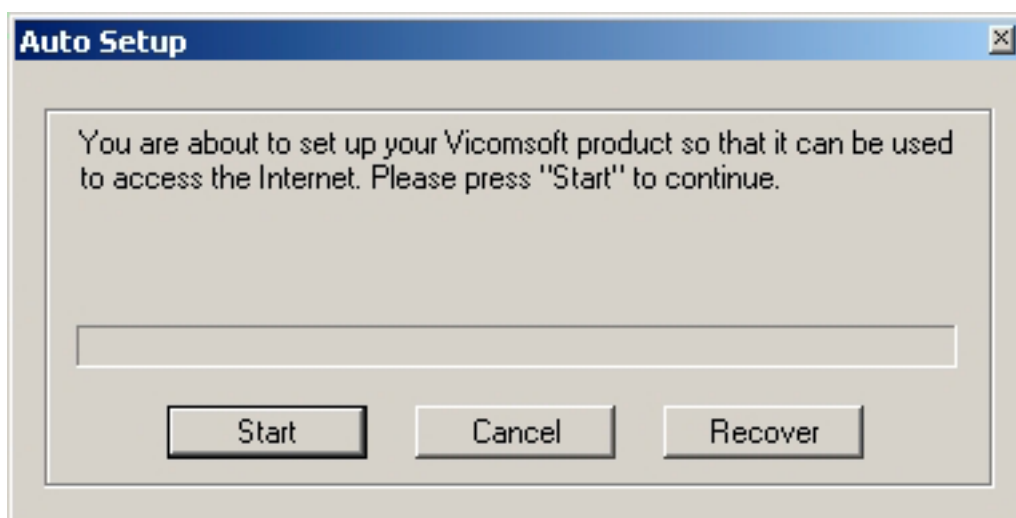 Auto Setup
You are about to set up your Vicomsoft product so that it can be used
to access the Internet. Please press "Start" to continue.
Start
Cancel
Recover